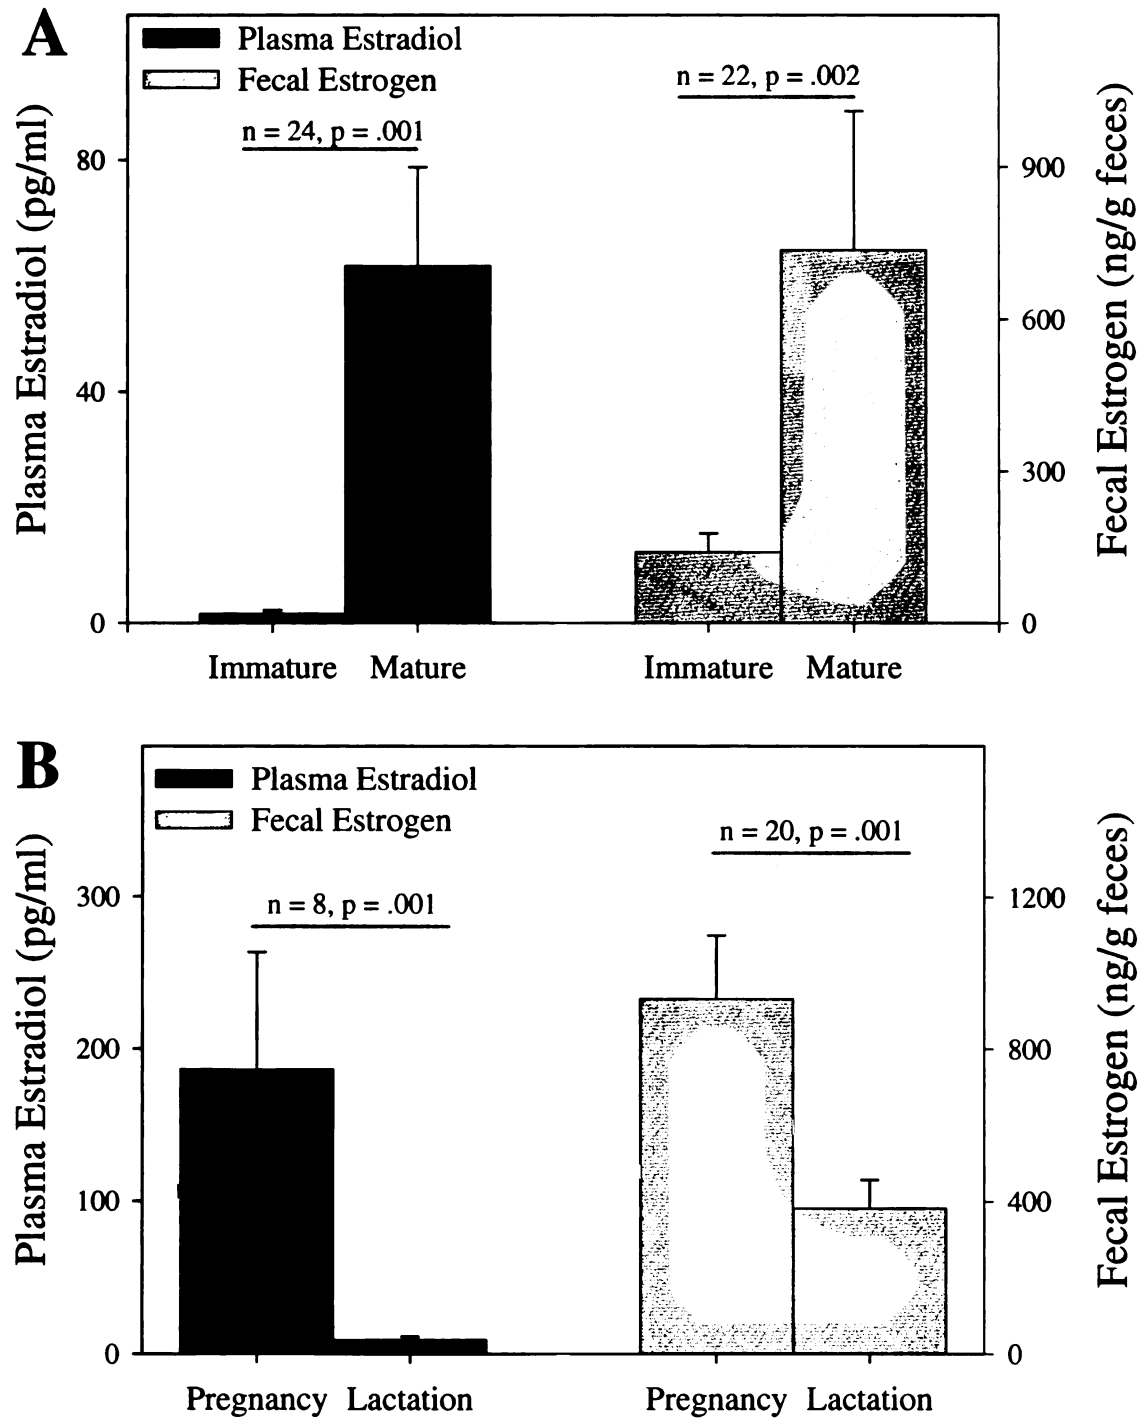 A
Plasma Estradiol
Fecal Estrogen
n = 24, p = .001
n = 22, p = .002
Plasma Estradiol (pg/ml)
80
40
0
Fecal Estrogen (ng/g feces)
900
600
300
0
Immature Mature Immature Mature
B
Plasma Estradiol
Fecal Estrogen
n = 8, p = .001
n = 20, p = .001
Plasma Estradiol (pg/ml)
300
200
100
0
Fecal Estrogen (ng/g feces)
1200
800
400
0
Pregnancy Lactation Pregnancy Lactation